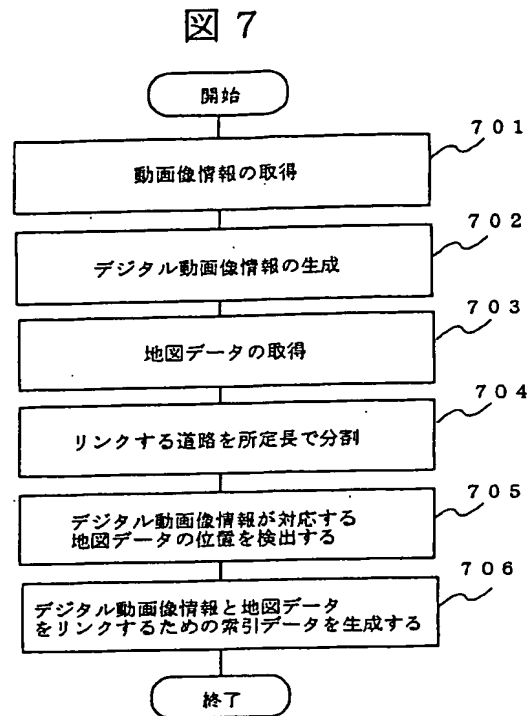 図7
開始
701
動画像情報の取得
702
デジタル動画像情報の生成
703
地図データの取得
704
リンクする道路を所定長で分割
705
デジタル動画像情報が対応する
地図データの位置を検出する
706
デジタル動画像情報と地図データ
をリンクするための索引データを生成する
終了